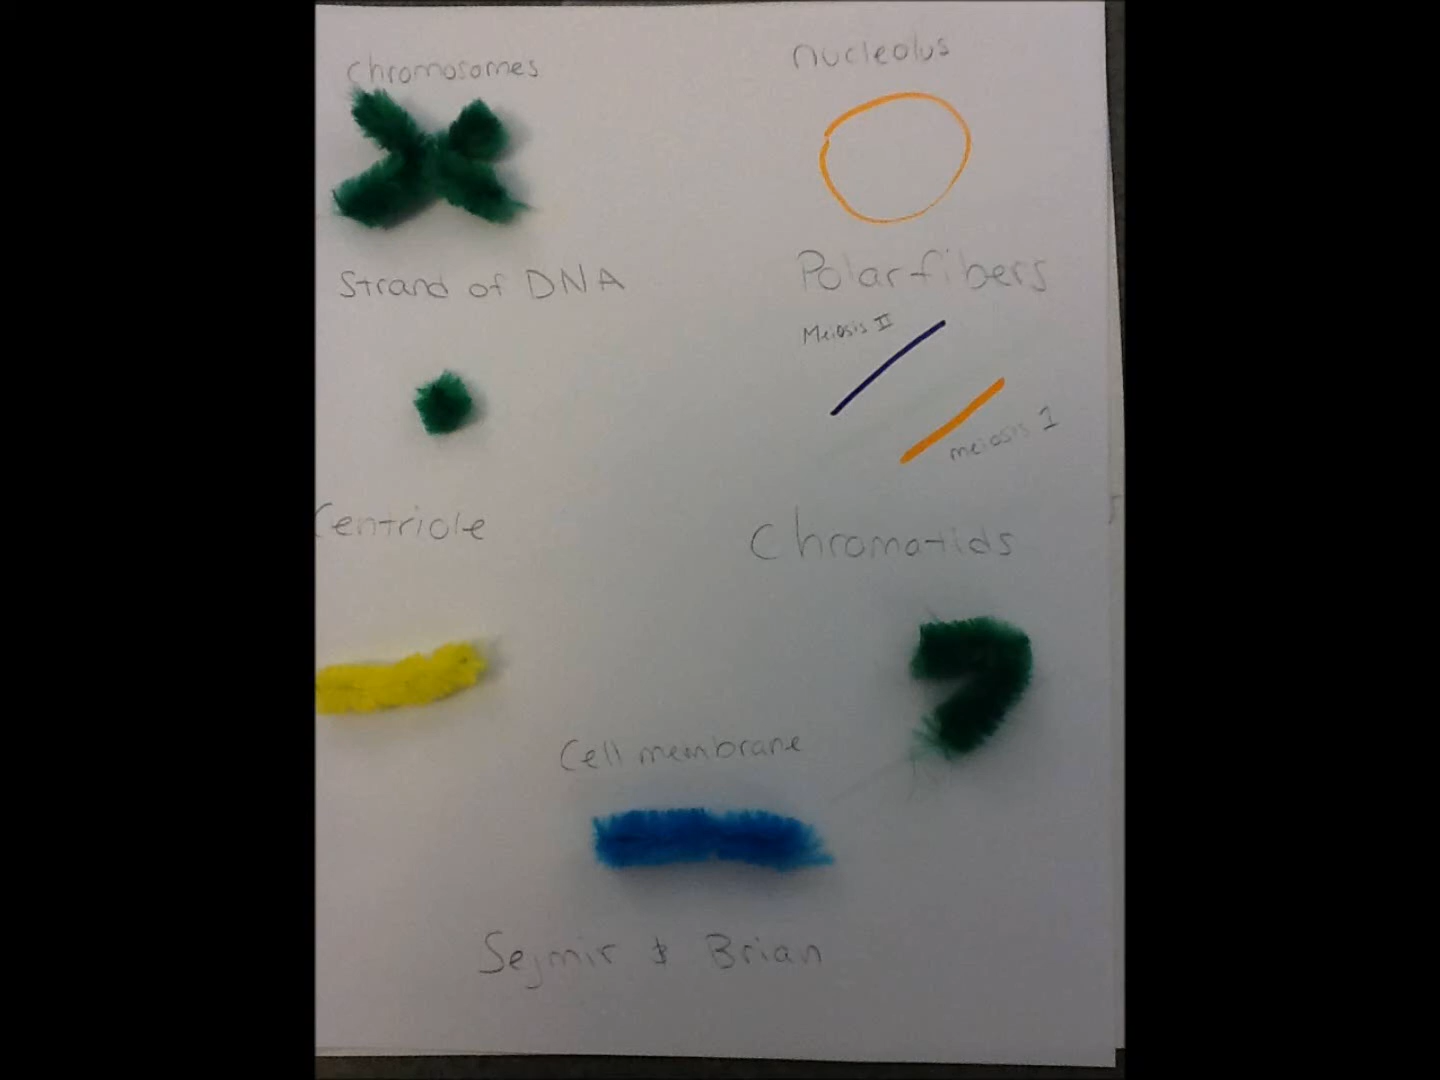 Chromosomes
nucleolus
Strand of DNA
Polar fibers
Meiosis II
meiosis 1
Centriole
Chromatids
Cell membrane
Sejmir & Brian